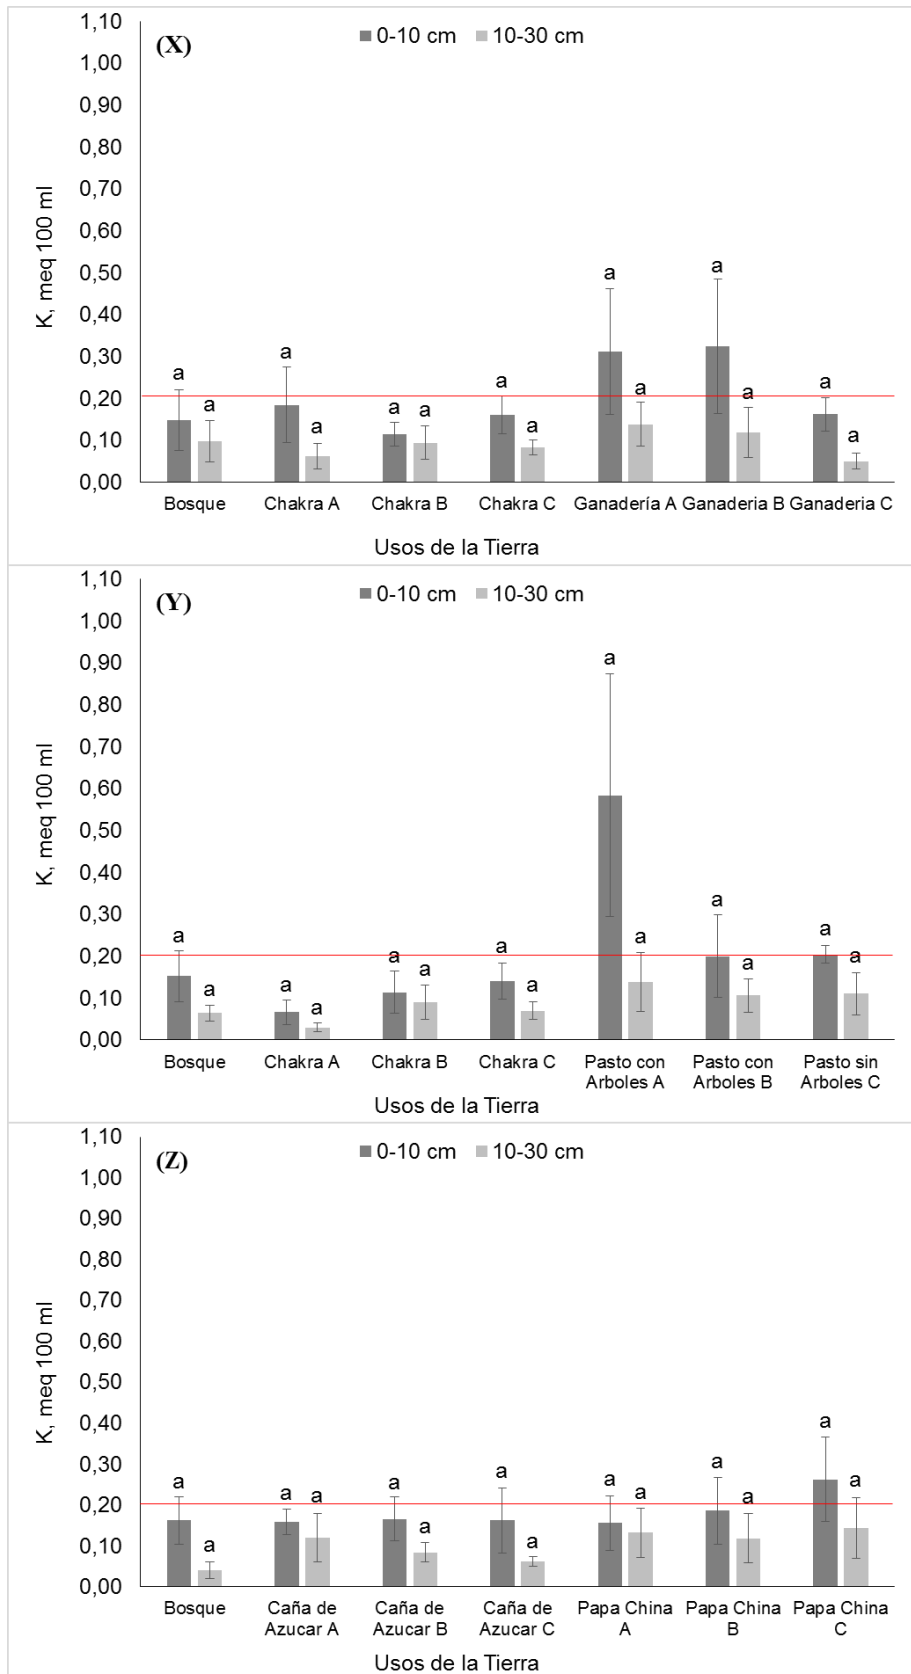 (X)
0-10 cm 10-30 cm
1,10
1,00
0,90
0,80
0,70
0,60
0,50
0,40
0,30
0,20
0,10
0,00
K, meq 100 ml
a a a a a a a a a a a a a a
Bosque Chakra A Chakra B Chakra C Ganadería A Ganaderia B Ganaderia C
Usos de la Tierra
(Y)
0-10 cm 10-30 cm
1,10
1,00
0,90
0,80
0,70
0,60
0,50
0,40
0,30
0,20
0,10
0,00
K, meq 100 ml
a a a a a a a a a a a a a a
Bosque Chakra A Chakra B Chakra C Pasto con Pasto con Pasto sin
Arboles A Arboles B Arboles C
Usos de la Tierra
(Z)
0-10 cm 10-30 cm
1,10
1,00
0,90
0,80
0,70
0,60
0,50
0,40
0,30
0,20
0,10
0,00
K, meq 100 ml
a a a a a a a a a a a a a a
Bosque Caña de Caña de Caña de Papa China Papa China Papa China
Azucar A Azucar B Azucar C A B C
Usos de la Tierra